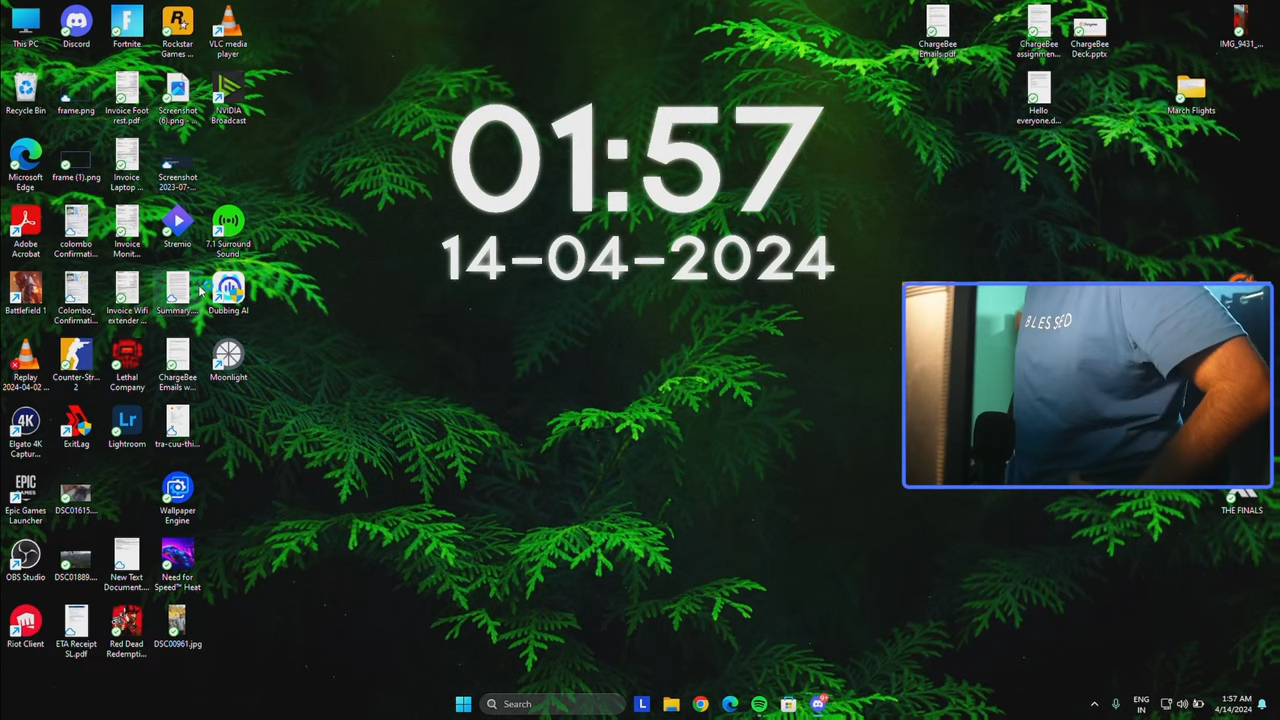 This PC
Discord
Fortnite
Rockstar
Games ...
VLC media
player
Recycle Bin
frame.png
Invoice Foot
rest.pdf
Screenshot
(6).png - ...
NVIDIA
Broadcast
Microsoft
Edge
frame (1).png
Invoice
Laptop ...
Screenshot
2023-07-...
Adobe
Acrobat
colombo
Confirmati...
Invoice
Monit...
Stremio
7.1 Surround
Sound
Battlefield 1
Colombo_
Confirmati...
Invoice Wifi
extender ...
Summary....
Dubbing AI
Replay
2024-04-02 ...
Counter-Str...
2
Lethal
Company
ChargeBee
Emails w...
Moonlight
4K
Elgato 4K
Captur...
ExitLag
Lr
Lightroom
tra-cuu-thi...
EPIC
GAMES
Epic Games
Launcher
DSC01615....
Wallpaper
Engine
OBS Studio
DSC01889....
New Text
Document....
Need for
Speed™ Heat
Riot Client
ETA Receipt
SL.pdf
Red Dead
Redempti...
DSC00961.jpg
01:57
14-04-2024
ChargeBee
Emails.pdf
ChargeBee
assignmen...
ChargeBee
Deck.pptx
IMG_9431_...
Hello
everyone.d...
March Flights
BLESSED
THE FINALS
Search
L
9+
ENG
IN
1:57 AM
4/14/2024